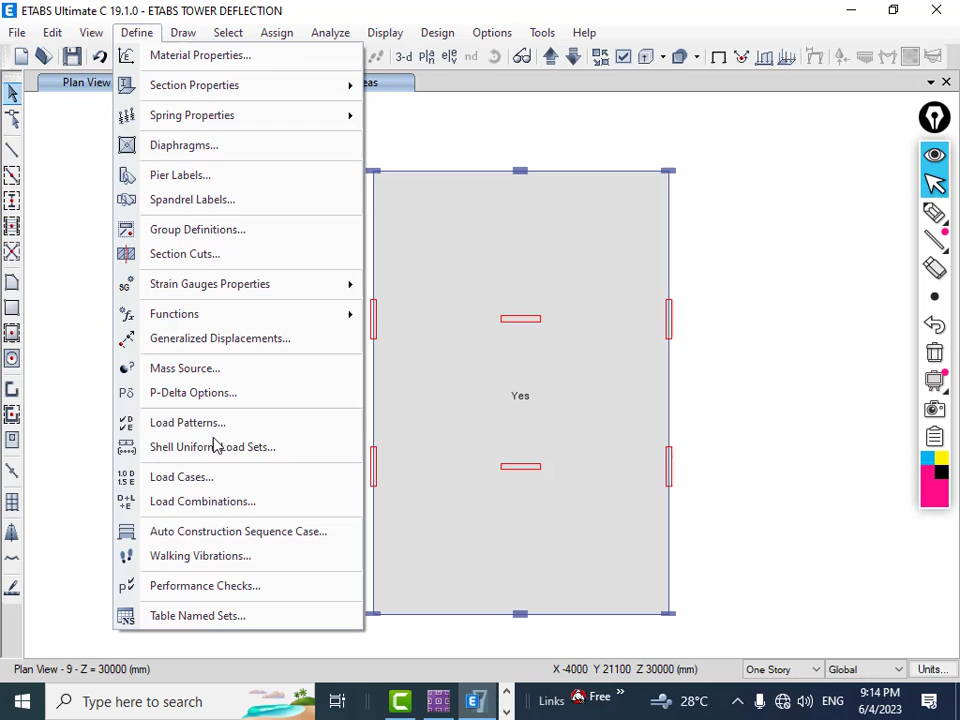 ETABS Ultimate C 19.1.0 - ETABS TOWER DEFLECTION
File Edit View Define Draw Select Assign Analyze Display Design Options Tools Help
3-d
Plan View
eas
Material Properties...
Section Properties
Spring Properties
Diaphragms...
Pier Labels...
Spandrel Labels...
Group Definitions...
Section Cuts...
Strain Gauges Properties
Functions
Generalized Displacements...
Mass Source...
P-Delta Options...
Load Patterns...
Shell Uniform Load Sets...
Load Cases...
Load Combinations...
Auto Construction Sequence Case...
Walking Vibrations...
Performance Checks...
Table Named Sets...
Yes
Plan View - 9 - Z = 30000 (mm) X -4000 Y 21100 Z 30000 (mm) One Story Global Units...
Type here to search
Links Free 28°C ENG
9:14 PM
6/4/2023